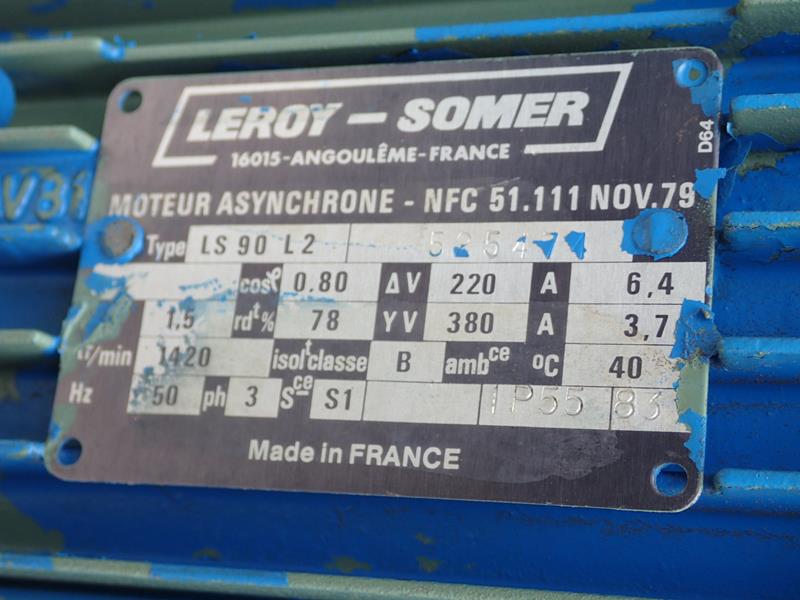 LEROY-SOMER
16015-ANGOULÊME-FRANCE
D64
MOTEUR ASYNCHRONE - NFC 51.111 NOV.79
Type LS 90 L2
cosφ 0,80 ΔV 220 A 6,4
1,5 rdt% 78 YV 380 A 3,7
tr/min 1420 isolt classe B ambce °C 40
Hz 50 ph 3 Sce S1 IP55 83
Made in FRANCE